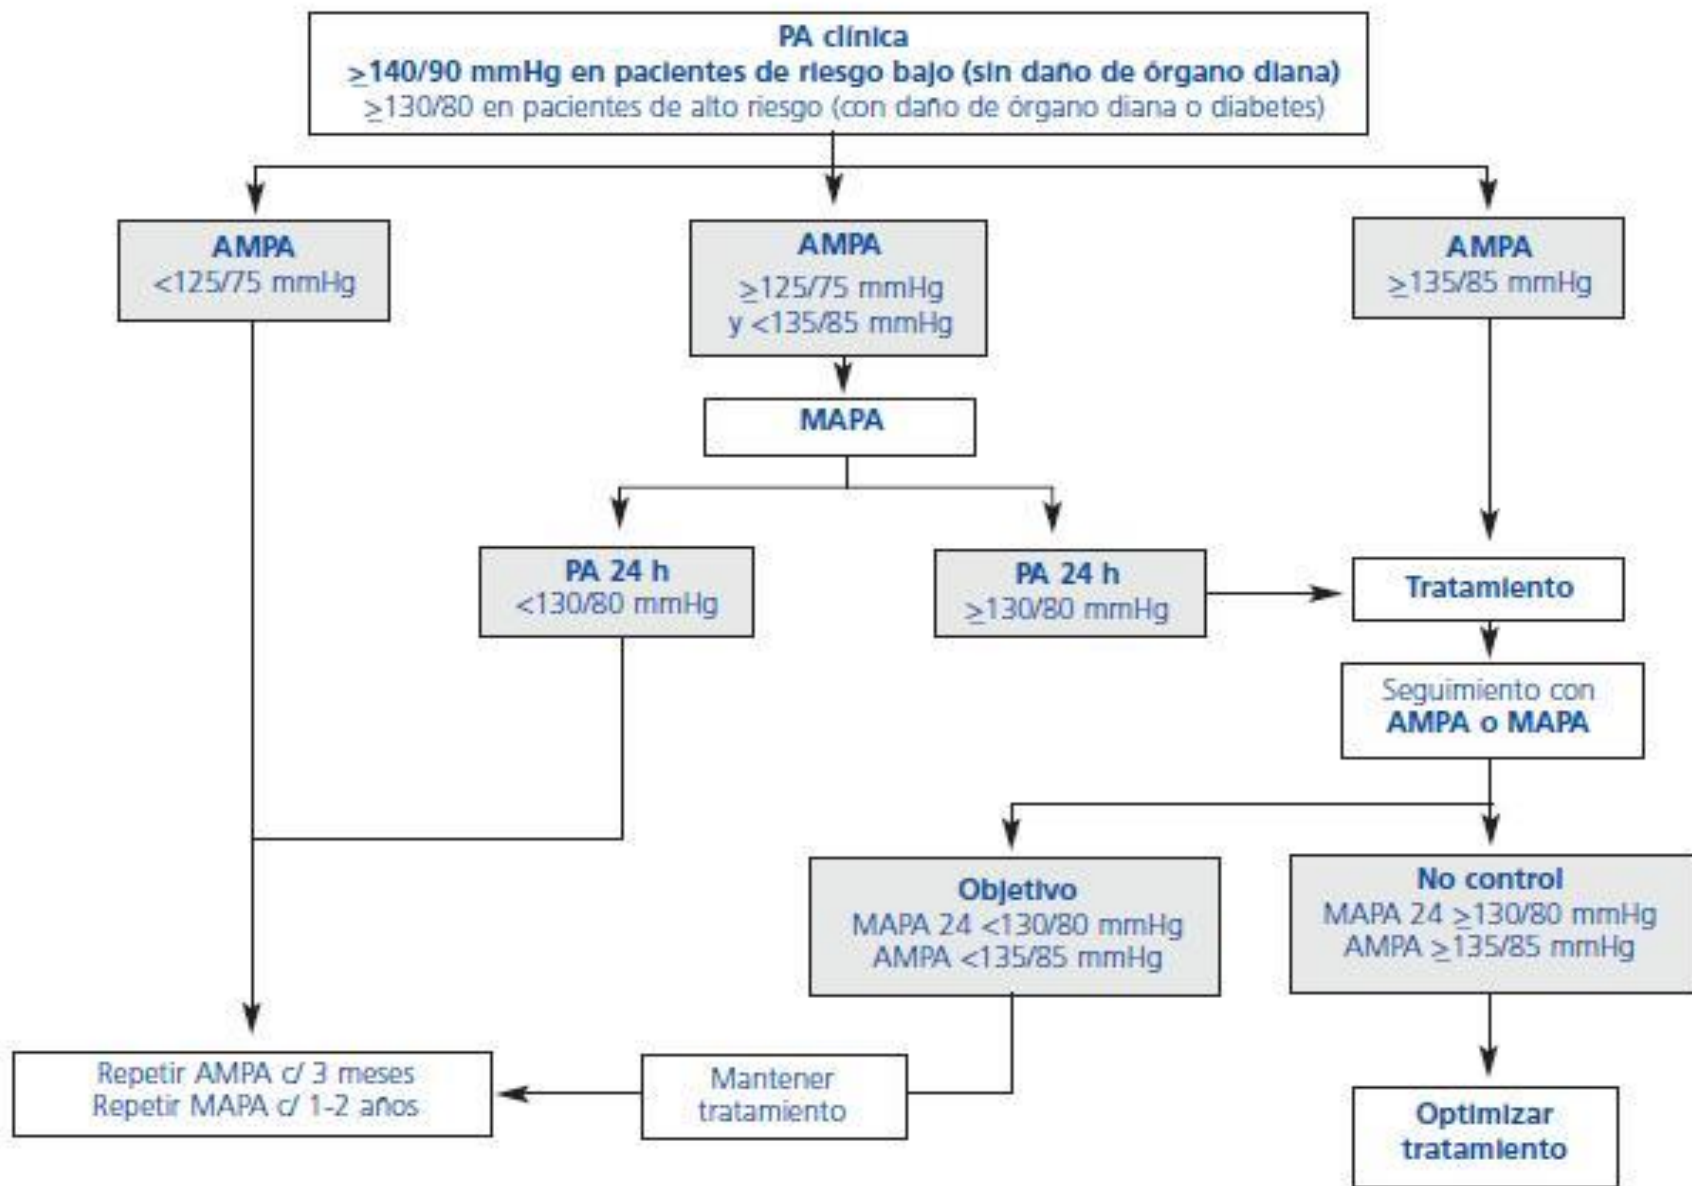 PA clínica
≥140/90 mmHg en pacientes de riesgo bajo (sin daño de órgano diana)
≥130/80 en pacientes de alto riesgo (con daño de órgano diana o diabetes)
AMPA
<125/75 mmHg
AMPA
≥125/75 mmHg
y <135/85 mmHg
AMPA
≥135/85 mmHg
MAPA
PA 24 h
<130/80 mmHg
PA 24 h
≥130/80 mmHg
Tratamiento
Seguimiento con
AMPA o MAPA
Objetivo
MAPA 24 <130/80 mmHg
AMPA <135/85 mmHg
No control
MAPA 24 ≥130/80 mmHg
AMPA ≥135/85 mmHg
Repetir AMPA c/ 3 meses
Repetir MAPA c/ 1-2 años
Mantener
tratamiento
Optimizar
tratamiento